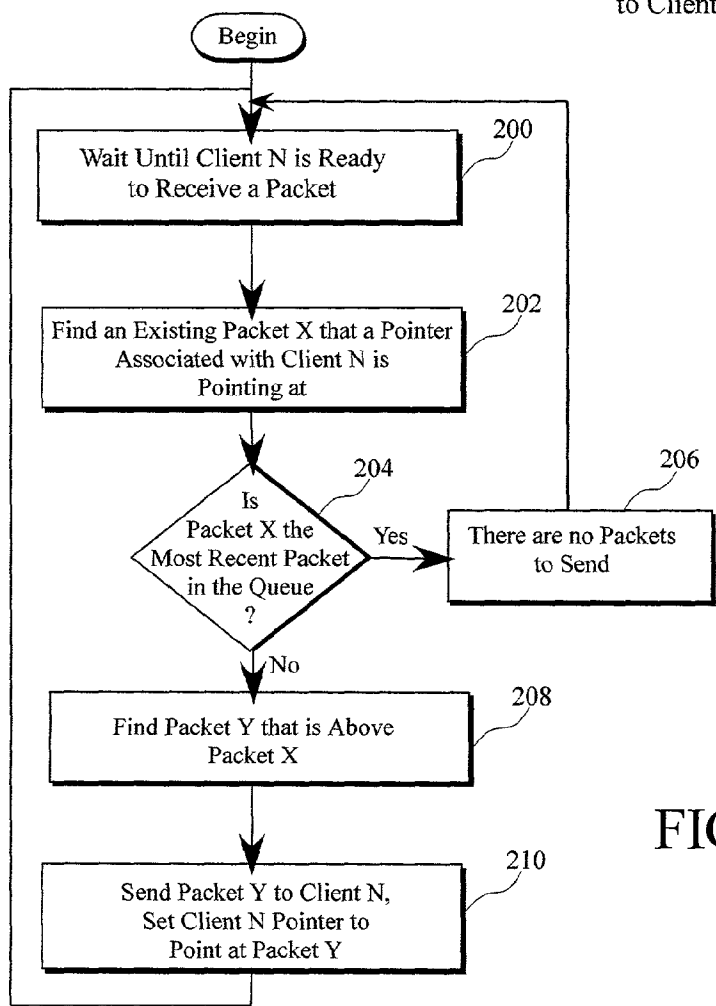 to Client
Begin
200
Wait Until Client N is Ready
to Receive a Packet
202
Find an Existing Packet X that a Pointer
Associated with Client N is
Pointing at
204
Is
Packet X the
Most Recent Packet
in the Queue
?
Yes
206
There are no Packets
to Send
No
208
Find Packet Y that is Above
Packet X
FIG
210
Send Packet Y to Client N,
Set Client N Pointer to
Point at Packet Y